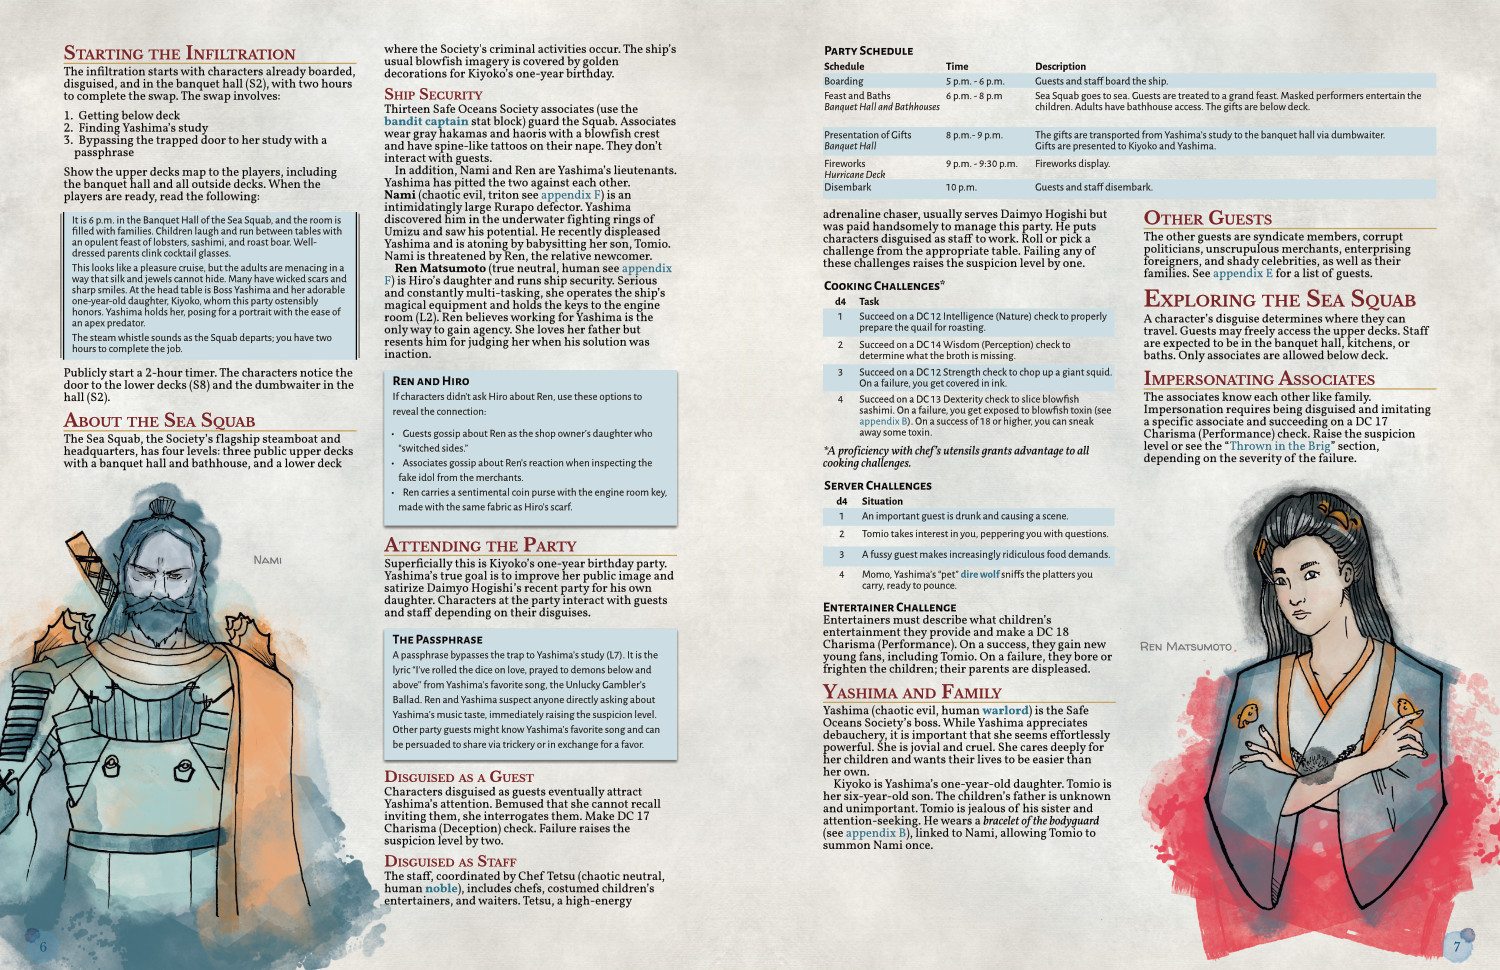 Starting the Infiltration
The infiltration starts with characters already boarded,
disguised, and in the banquet hall (S2), with two hours
to complete the swap. The swap involves:
1. Getting below deck
2. Finding Yashima's study
3. Bypassing the trapped door to her study with a
passphrase
Show the upper decks map to the players, including
the banquet hall and all outside decks. When the
players are ready, read the following:
It is 6 p.m. in the Banquet Hall of the Sea Squab, and the room is
filled with families. Children laugh and run between tables with
an opulent feast of lobsters, sashimi, and roast boar. Well-
dressed parents clink cocktail glasses.
This looks like a pleasure cruise, but the adults are menacing in a
way that silk and jewels cannot hide. Many have wicked scars and
sharp smiles. At the head table is Boss Yashima and her adorable
one-year-old daughter, Kiyoko, whom this party ostensibly
honors. Yashima holds her, posing for a portrait with the ease of
an apex predator.
The steam whistle sounds as the Squab departs; you have two
hours to complete the job.
Publicly start a 2-hour timer. The characters notice the
door to the lower decks (S8) and the dumbwaiter in the
hall (S2).
About the Sea Squab
The Sea Squab, the Society's flagship steamboat and
headquarters, has four levels: three public upper decks
with a banquet hall and bathhouse, and a lower deck
Nami
6
where the Society's criminal activities occur. The ship's
usual blowfish imagery is covered by golden
decorations for Kiyoko's one-year birthday.
Ship Security
Thirteen Safe Oceans Society associates (use the
bandit captain stat block) guard the Squab. Associates
wear gray hakamas and haoris with a blowfish crest
and have spine-like tattoos on their nape. They don't
interact with guests.
In addition, Nami and Ren are Yashima's lieutenants.
Yashima has pitted the two against each other.
Nami (chaotic evil, triton see appendix F) is an
intimidatingly large Rurapo defector. Yashima
discovered him in the underwater fighting rings of
Umizu and saw his potential. He recently displeased
Yashima and is atoning by babysitting her son, Tomio.
Nami is threatened by Ren, the relative newcomer.
Ren Matsumoto (true neutral, human see appendix
F) is Hiro's daughter and runs ship security. Serious
and constantly multi-tasking, she operates the ship's
magical equipment and holds the keys to the engine
room (L2). Ren believes working for Yashima is the
only way to gain agency. She loves her father but
resents him for judging her when his solution was
inaction.
Ren and Hiro
If characters didn't ask Hiro about Ren, use these options to
reveal the connection:
• Guests gossip about Ren as the shop owner's daughter who
"switched sides."
• Associates gossip about Ren's reaction when inspecting the
fake idol from the merchants.
• Ren carries a sentimental coin purse with the engine room key,
made with the same fabric as Hiro's scarf.
Attending the Party
Superficially this is Kiyoko's one-year birthday party.
Yashima's true goal is to improve her public image and
satirize Daimyo Hogishi's recent party for his own
daughter. Characters at the party interact with guests
and staff depending on their disguises.
The Passphrase
A passphrase bypasses the trap to Yashima's study (L7). It is the
lyric "I've rolled the dice on love, prayed to demons below and
above" from Yashima's favorite song, the Unlucky Gambler's
Ballad. Ren and Yashima suspect anyone directly asking about
Yashima's music taste, immediately raising the suspicion level.
Other party guests might know Yashima's favorite song and can
be persuaded to share via trickery or in exchange for a favor.
Disguised as a Guest
Characters disguised as guests eventually attract
Yashima's attention. Bemused that she cannot recall
inviting them, she interrogates them. Make DC 17
Charisma (Deception) check. Failure raises the
suspicion level by two.
Disguised as Staff
The staff, coordinated by Chef Tetsu (chaotic neutral,
human noble), includes chefs, costumed children's
entertainers, and waiters. Tetsu, a high-energy
Party Schedule
Schedule Time Description
Boarding 5 p.m. - 6 p.m. Guests and staff board the ship.
Feast and Baths 6 p.m. - 8 p.m Sea Squab goes to sea. Guests are treated to a grand feast. Masked performers entertain the
Banquet Hall and Bathhouses children. Adults have bathhouse access. The gifts are below deck.
Presentation of Gifts 8 p.m.- 9 p.m. The gifts are transported from Yashima's study to the banquet hall via dumbwaiter.
Banquet Hall Gifts are presented to Kiyoko and Yashima.
Fireworks 9 p.m. - 9:30 p.m. Fireworks display.
Hurricane Deck
Disembark 10 p.m. Guests and staff disembark.
adrenaline chaser, usually serves Daimyo Hogishi but
was paid handsomely to manage this party. He puts
characters disguised as staff to work. Roll or pick a
challenge from the appropriate table. Failing any of
these challenges raises the suspicion level by one.
Cooking Challenges*
d4 Task
1 Succeed on a DC 12 Intelligence (Nature) check to properly
prepare the quail for roasting.
2 Succeed on a DC 14 Wisdom (Perception) check to
determine what the broth is missing.
3 Succeed on a DC 12 Strength check to chop up a giant squid.
On a failure, you get covered in ink.
4 Succeed on a DC 13 Dexterity check to slice blowfish
sashimi. On a failure, you get exposed to blowfish toxin (see
appendix B). On a success of 18 or higher, you can sneak
away some toxin.
*A proficiency with chef's utensils grants advantage to all
cooking challenges.
Server Challenges
d4 Situation
1 An important guest is drunk and causing a scene.
2 Tomio takes interest in you, peppering you with questions.
3 A fussy guest makes increasingly ridiculous food demands.
4 Momo, Yashima's "pet" dire wolf sniffs the platters you
carry, ready to pounce.
Entertainer Challenge
Entertainers must describe what children's
entertainment they provide and make a DC 18
Charisma (Performance). On a success, they gain new
young fans, including Tomio. On a failure, they bore or
frighten the children; their parents are displeased.
Yashima and Family
Yashima (chaotic evil, human warlord) is the Safe
Oceans Society's boss. While Yashima appreciates
debauchery, it is important that she seems effortlessly
powerful. She is jovial and cruel. She cares deeply for
her children and wants their lives to be easier than
her own.
Kiyoko is Yashima's one-year-old daughter. Tomio is
her six-year-old son. The children's father is unknown
and unimportant. Tomio is jealous of his sister and
attention-seeking. He wears a bracelet of the bodyguard
(see appendix B), linked to Nami, allowing Tomio to
summon Nami once.
Other Guests
The other guests are syndicate members, corrupt
politicians, unscrupulous merchants, enterprising
foreigners, and shady celebrities, as well as their
families. See appendix E for a list of guests.
Exploring the Sea Squab
A character's disguise determines where they can
travel. Guests may freely access the upper decks. Staff
are expected to be in the banquet hall, kitchens, or
baths. Only associates are allowed below deck.
Impersonating Associates
The associates know each other like family.
Impersonation requires being disguised and imitating
a specific associate and succeeding on a DC 17
Charisma (Performance) check. Raise the suspicion
level or see the "Thrown in the Brig" section,
depending on the severity of the failure.
Ren Matsumoto
7